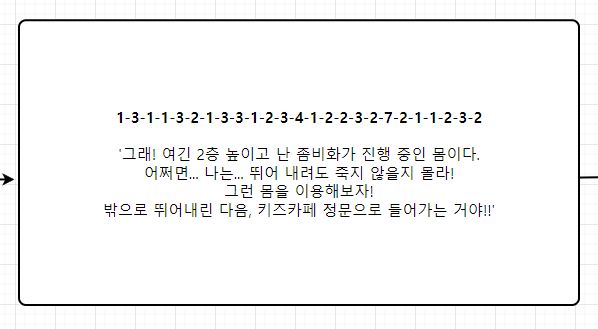 1-3-1-1-3-2-1-3-3-1-2-3-4-1-2-2-3-2-7-2-1-1-2-3-2
'그래! 여긴 2층 높이고 난 좀비화가 진행 중인 몸이다.
어쩌면... 나는... 뛰어 내려도 죽지 않을지 몰라!
그런 몸을 이용해보자!
밖으로 뛰어내린 다음, 키즈카페 정문으로 들어가는 거야!!'